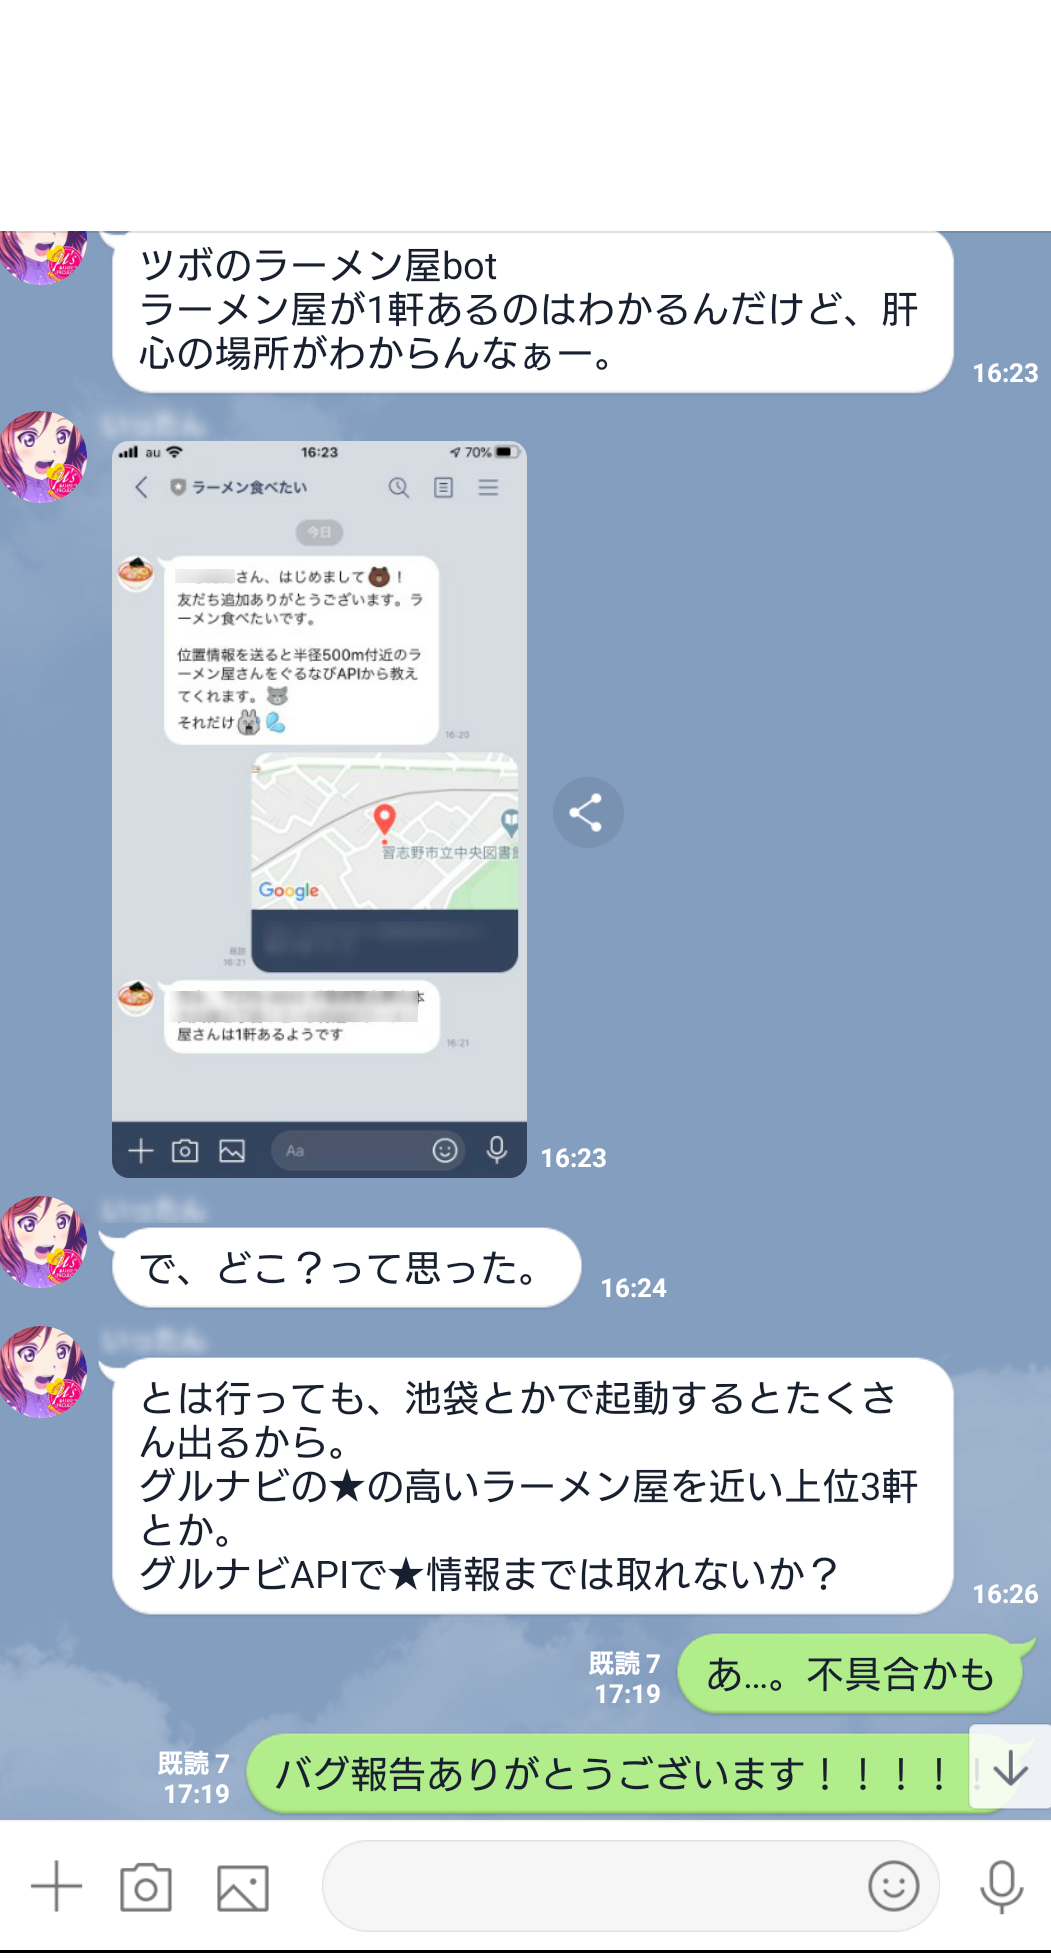 ツボのラーメン屋bot
ラーメン屋が1軒あるのはわかるんだけど、肝
心の場所がわからんなぁー。
16:23
au
16:23
70%
ラーメン食べたい
今日
さん、はじめまして！
友だち追加ありがとうございます。ラ
ーメン食べたいです。
位置情報を送ると半径500m付近のラ
ーメン屋さんをぐるなびAPIから教え
てくれます。
それだけ
16:20
習志野市立中央図書館
Google
既読
16:21
本
屋さんは1軒あるようです
16:21
Aa
16:23
で、どこ？って思った。
16:24
とは行っても、池袋とかで起動するとたくさ
ん出るから。
グルナビの★の高いラーメン屋を近い上位3軒
とか。
グルナビAPIで★情報までは取れないか？
16:26
既読 7
17:19
あ...。不具合かも
既読 7
17:19
バグ報告ありがとうございます！！！！！